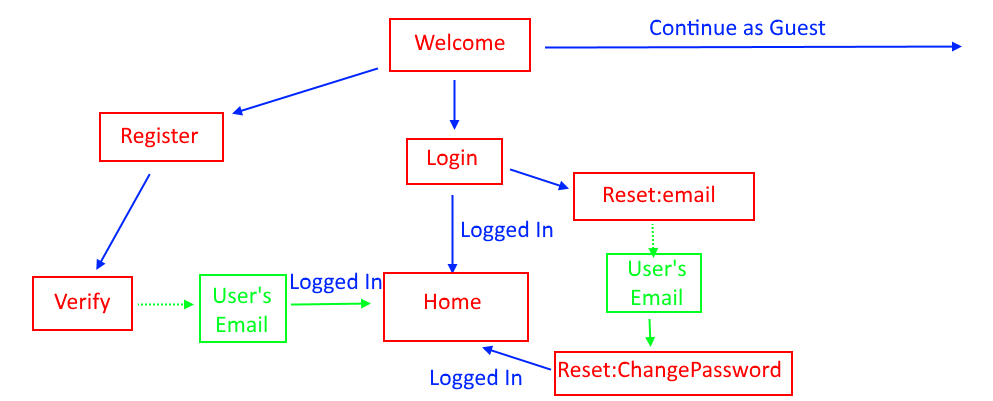 Continue as Guest
Welcome
Register
Login
Reset:email
Logged In
User's
Email
Logged In
User's
Email
Verify
Home
Reset:ChangePassword
Logged In